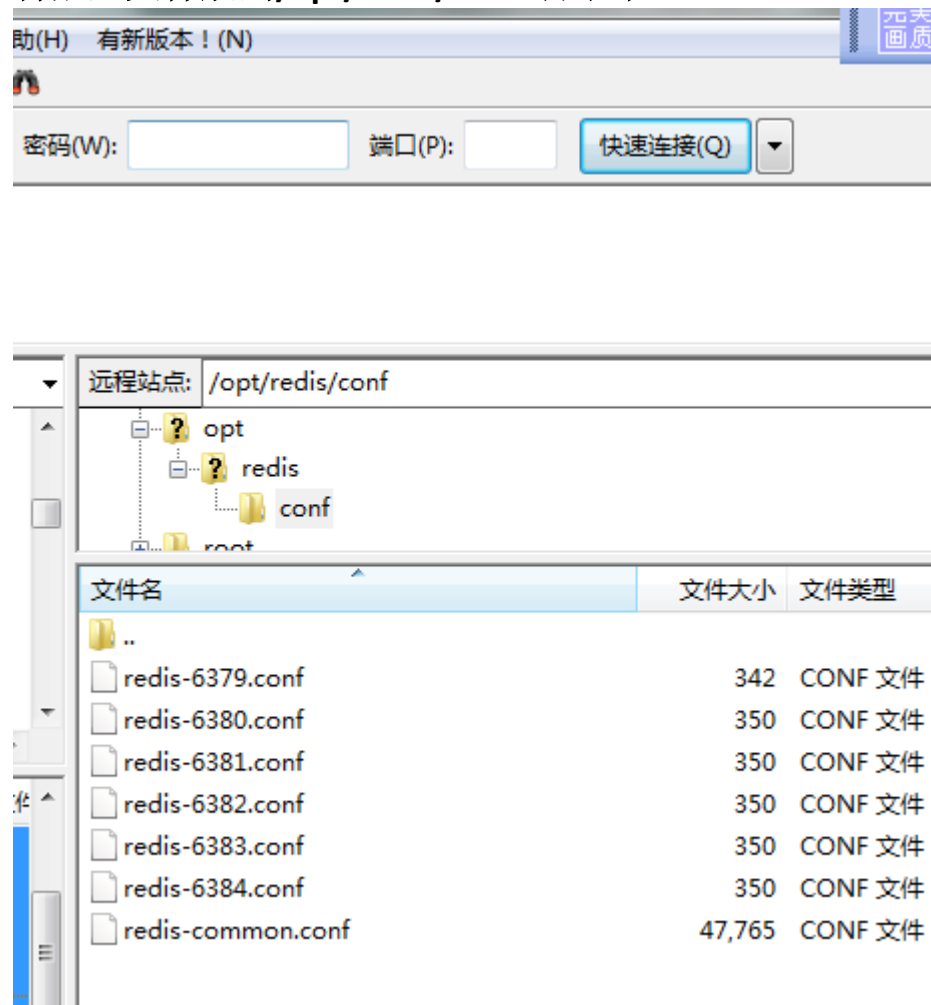 助(H) 有新版本！(N)
画质
密码(W): 端口(P): 快速连接(Q)
远程站点: /opt/redis/conf
opt
redis
conf
root
文件名 文件大小 文件类型
..
redis-6379.conf 342 CONF 文件
redis-6380.conf 350 CONF 文件
redis-6381.conf 350 CONF 文件
redis-6382.conf 350 CONF 文件
redis-6383.conf 350 CONF 文件
redis-6384.conf 350 CONF 文件
redis-common.conf 47,765 CONF 文件